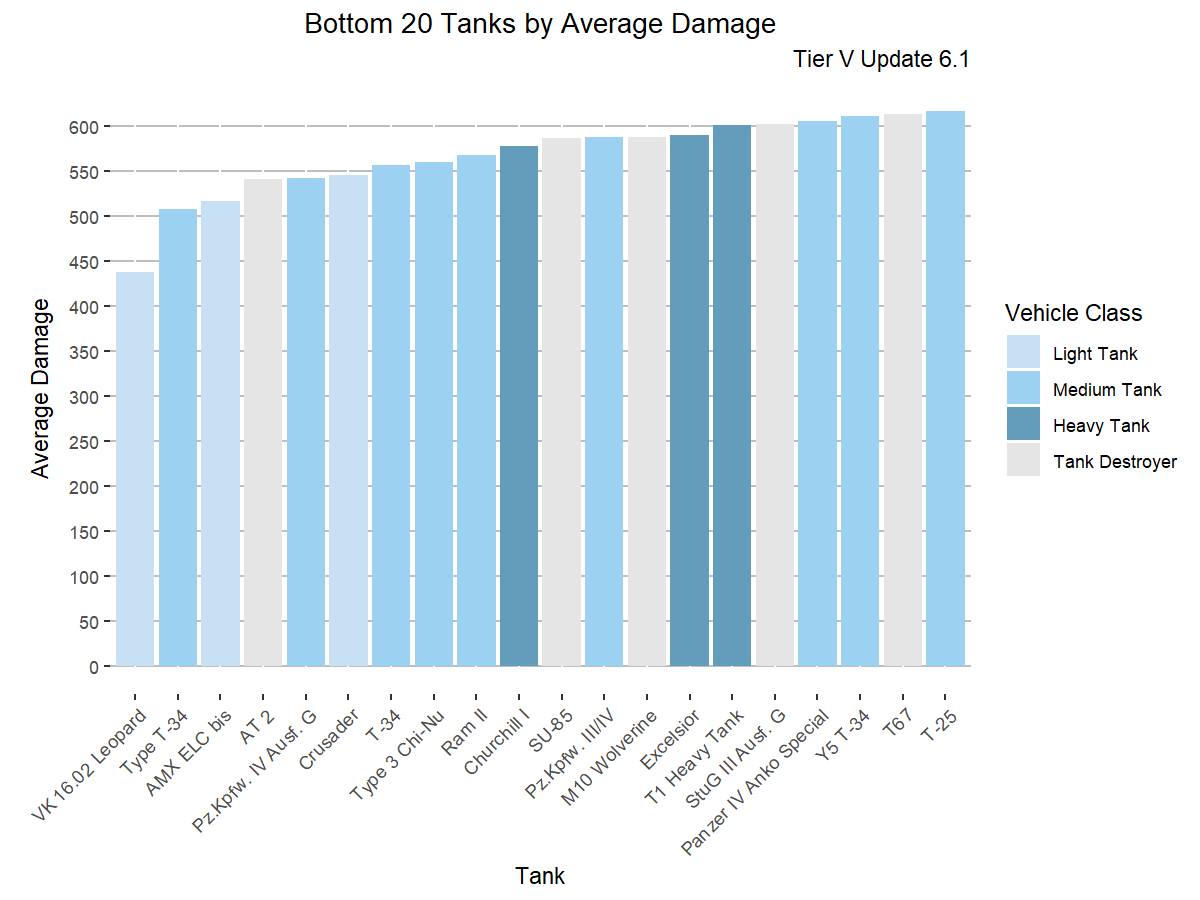 Bottom 20 Tanks by Average Damage
Tier V Update 6.1
Average Damage
600
550
500
450
400
350
300
250
200
150
100
50
0
VK 16.02 Leopard
Type T-34
AMX ELC bis
AT 2
Pz.Kpfw. IV Ausf. G
Crusader
T-34
Type 3 Chi-Nu
Ram II
Churchill I
SU-85
Pz.Kpfw. III/IV
M10 Wolverine
Excelsior
T1 Heavy Tank
StuG III Ausf. G
Panzer IV Anko Special
Y5 T-34
T67
T-25
Tank
Vehicle Class
Light Tank
Medium Tank
Heavy Tank
Tank Destroyer